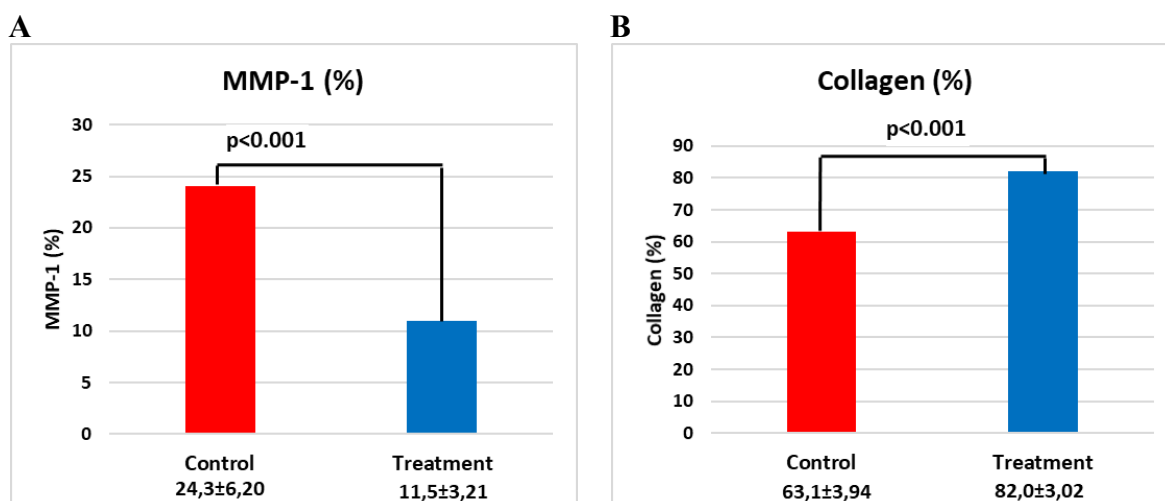 A
MMP-1 (%)
p<0.001
30
25
20
15
10
5
0
MMP-1 (%)
Control
24,3±6,20
Treatment
11,5±3,21
B
Collagen (%)
p<0.001
90
80
70
60
50
40
30
20
10
0
Collagen (%)
Control
63,1±3,94
Treatment
82,0±3,02